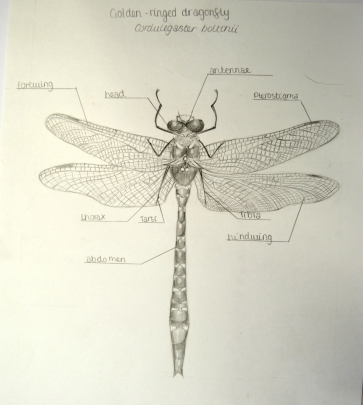 Golden-ringed dragonfly
Cordulegaster boltonii
antennae
forewing
head
pterostigma
thorax
tarsi
tibia
hindwing
abdomen